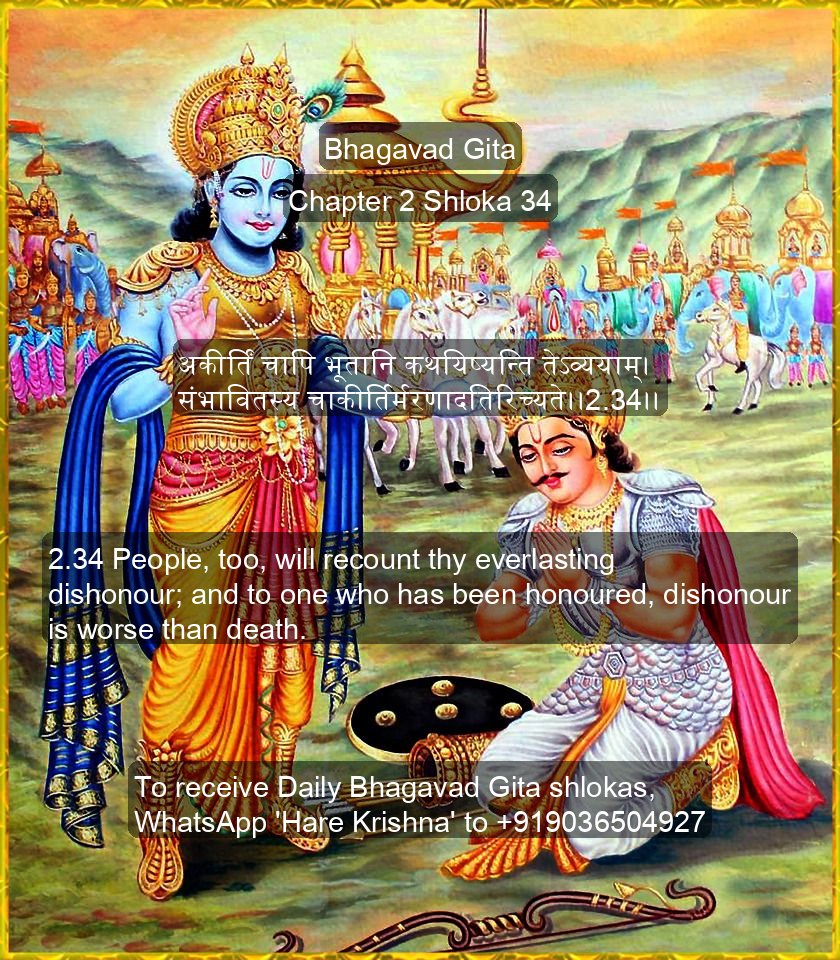 Bhagavad Gita
Chapter 2 Shloka 34
अकीर्तिं चापि भूतानि कथयिष्यन्ति तेऽव्ययाम्।
संभावितस्य चाकीर्तिर्मरणादतिरिच्यते।।2.34।।
2.34 People, too, will recount thy everlasting
dishonour; and to one who has been honoured, dishonour
is worse than death.
To receive Daily Bhagavad Gita shlokas,
WhatsApp 'Hare Krishna' to +919036504927